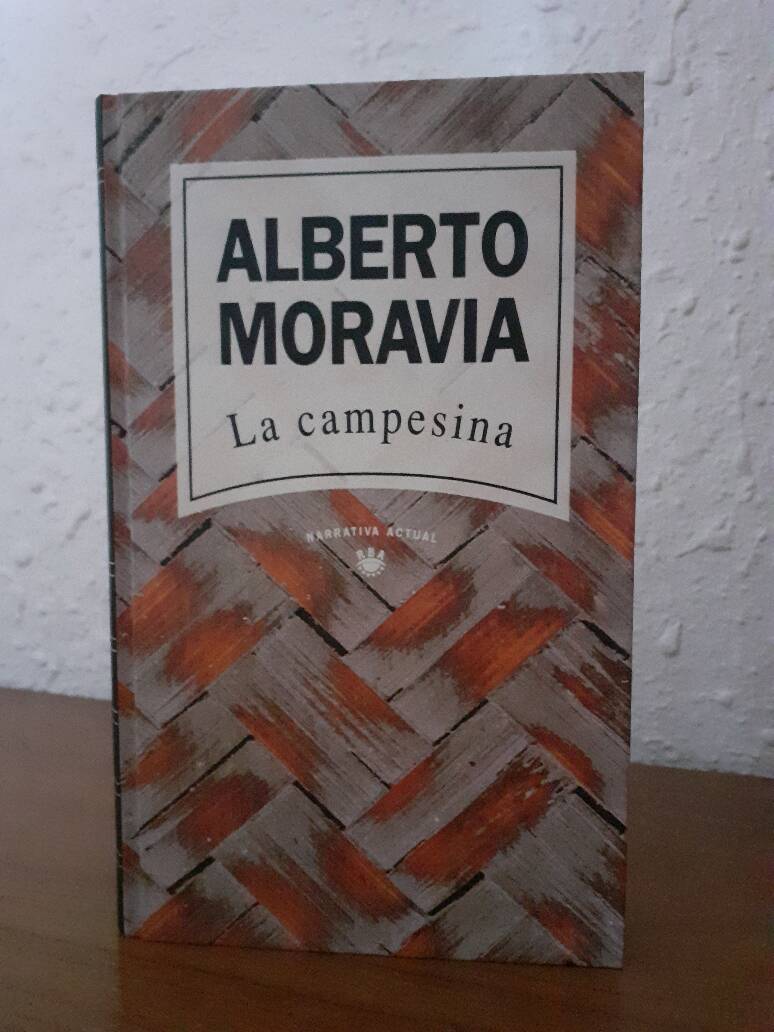 ALBERTO
MORAVIA
La campesina
NARRATIVA ACTUAL
RBA